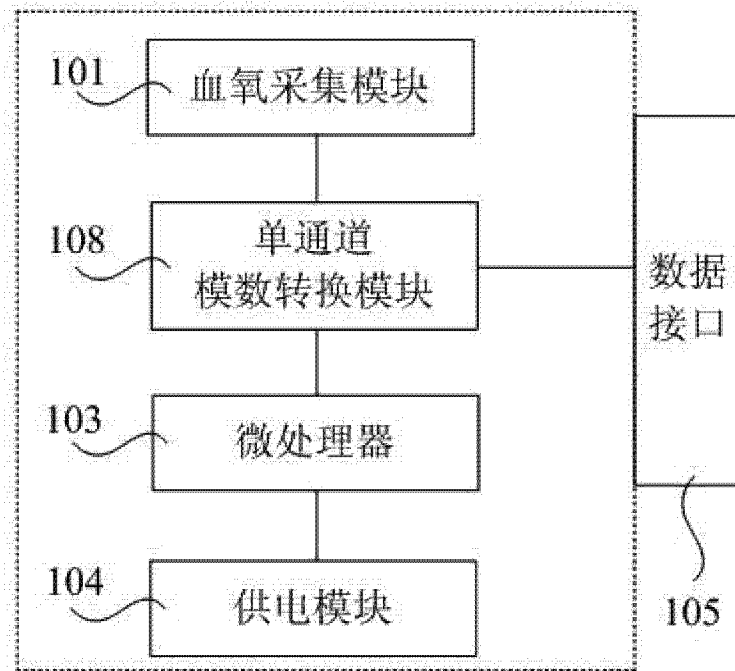 101
血氧采集模块
108
单通道
模数转换模块
数据
接口
103
微处理器
104
供电模块
105